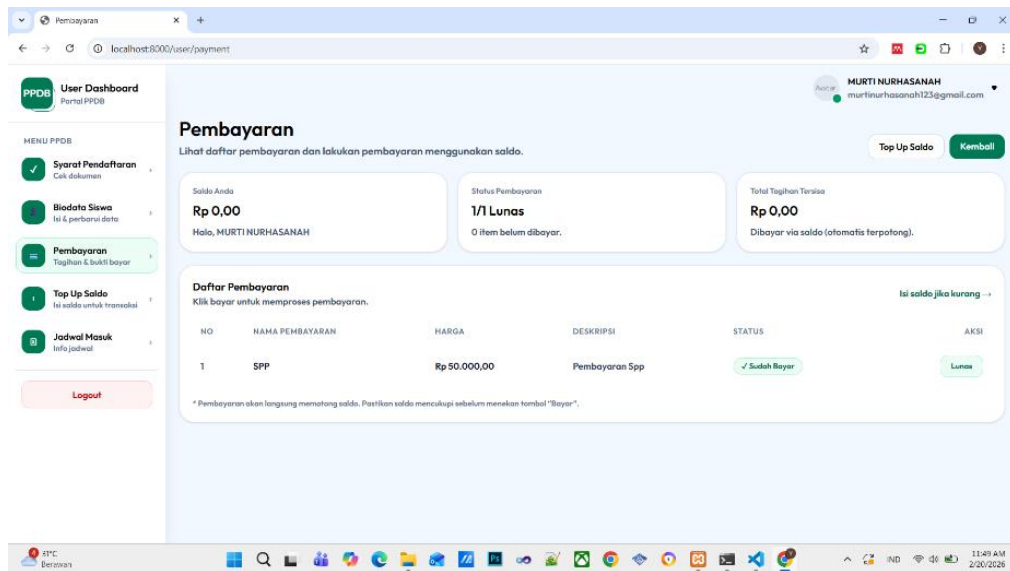 Pembayaran
localhost:8000/user/payment
PPDB
User Dashboard
Portal PPDB
MURTI NURHASANAH
murtinurhasanah123@gmail.com
MENU PPDB
Syarat Pendaftaran
Cek dokumen
Biodata Siswa
Isi & perbarui data
Pembayaran
Tagihan & bukti bayar
Top Up Saldo
Isi saldo untuk transaksi
Jadwal Masuk
Info jadwal
Logout
Pembayaran
Lihat daftar pembayaran dan lakukan pembayaran menggunakan saldo.
Top Up Saldo
Kembali
Saldo Anda
Rp 0,00
Halo, MURTI NURHASANAH
Status Pembayaran
1/1 Lunas
0 item belum dibayar.
Total Tagihan Tersisa
Rp 0,00
Dibayar via saldo (otomatis terpotong).
Daftar Pembayaran
Klik bayar untuk memproses pembayaran.
Isi saldo jika kurang →
NO NAMA PEMBAYARAN HARGA DESKRIPSI STATUS AKSI
1 SPP Rp 50.000,00 Pembayaran Spp ✓ Sudah Bayar Lunas
* Pembayaran akan langsung memotong saldo. Pastikan saldo mencukupi sebelum menekan tombol "Bayar".
31°C
Berawan
IND
11:49 AM
2/20/2026